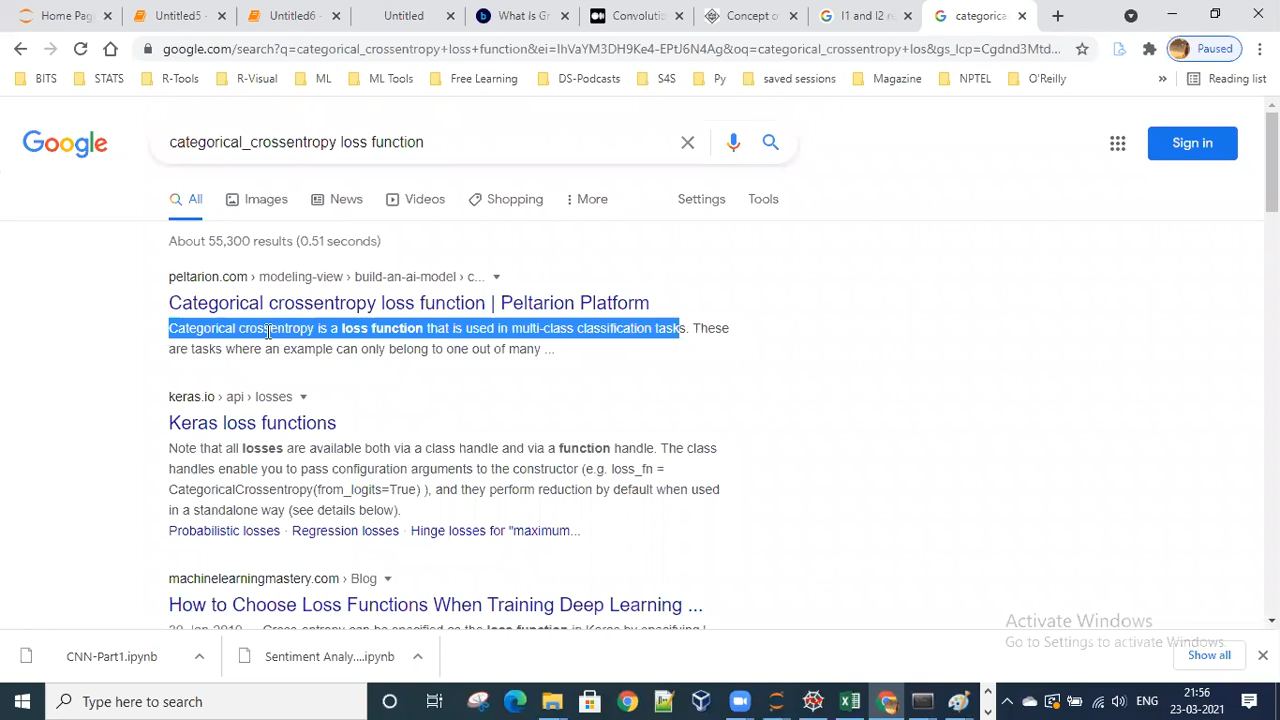 Home Page
Untitled5 -
Untitled6 -
Untitled
What is Gr
Convolutio
Concept o
l1 and l2 r
categorica
google.com/search?q=categorical_crossentropy+loss+function&ei=IhVaYM3DH9Ke4-EPtJ6N4Ag&oq=categorical_crossentropy+los&gs_lcp=Cgdnd3Mtd...
Paused
BITS
STATS
R-Tools
R-Visual
ML
ML Tools
Free Learning
DS-Podcasts
S4S
Py
saved sessions
Magazine
NPTEL
O'Reilly
»
Reading list
Google
categorical_crossentropy loss function
Sign in
All
Images
News
Videos
Shopping
More
Settings
Tools
About 55,300 results (0.51 seconds)
peltarion.com › modeling-view › build-an-ai-model › c...
Categorical crossentropy loss function | Peltarion Platform
Categorical crossentropy is a loss function that is used in multi-class classification tasks. These
are tasks where an example can only belong to one out of many ...
keras.io › api › losses
Keras loss functions
Note that all losses are available both via a class handle and via a function handle. The class
handles enable you to pass configuration arguments to the constructor (e.g. loss_fn =
CategoricalCrossentropy(from_logits=True) ), and they perform reduction by default when used
in a standalone way (see details below).
Probabilistic losses · Regression losses · Hinge losses for "maximum...
machinelearningmastery.com › Blog
How to Choose Loss Functions When Training Deep Learning ...
Activate Windows
Go to Settings to activate Windows.
CNN-Part1.ipynb
Sentiment Analy....ipynb
Show all
Type here to search
ENG
21:56
23-03-2021